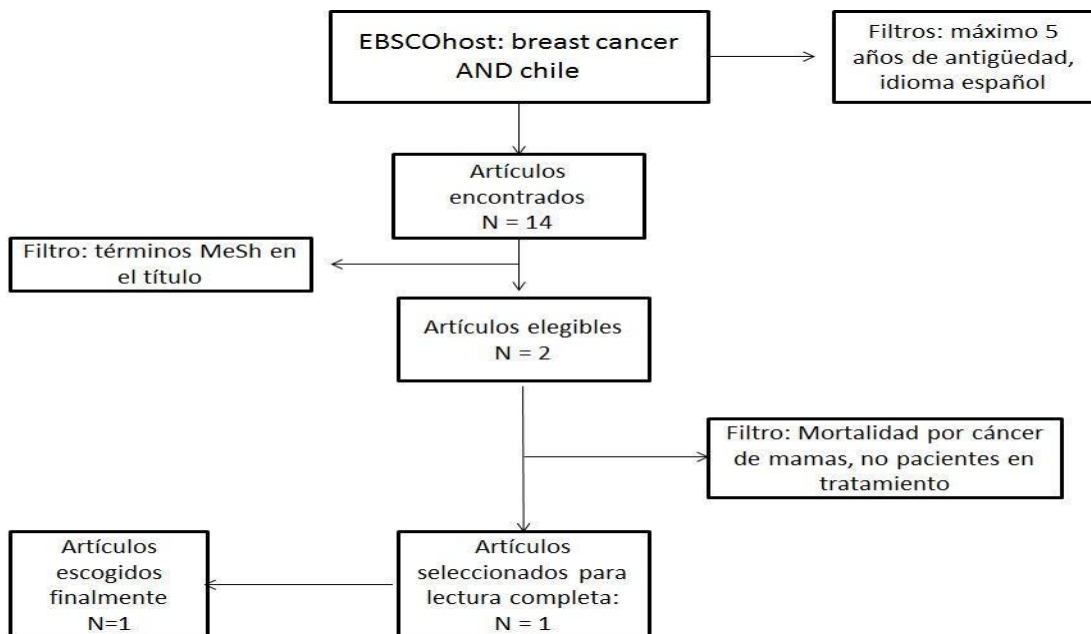 EBSCOhost: breast cancer
AND chile
Filtros: máximo 5
años de antigüedad,
idioma español
Artículos
encontrados
N = 14
Filtro: términos MeSh en
el título
Artículos elegibles
N = 2
Filtro: Mortalidad por cáncer
de mamas, no pacientes en
tratamiento
Artículos
seleccionados para
lectura completa:
N = 1
Artículos
escogidos
finalmente
N=1